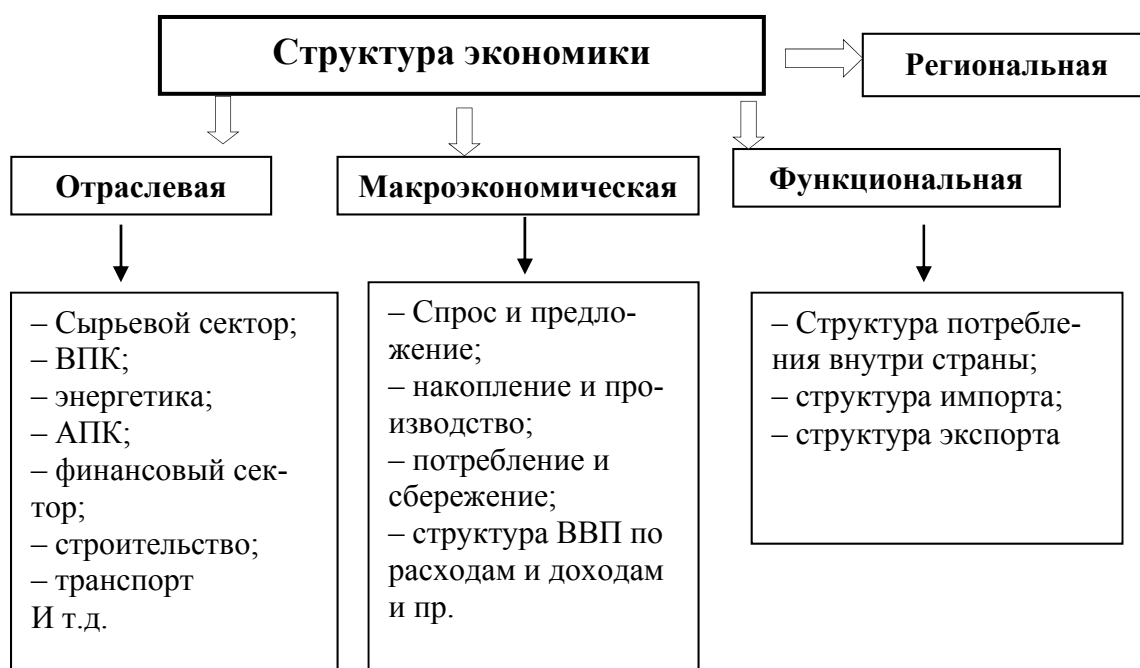 Структура экономики
Региональная
Отраслевая
Макроэкономическая
Функциональная
– Сырьевой сектор;
– ВПК;
– энергетика;
– АПК;
– финансовый сек-
тор;
– строительство;
– транспорт
И т.д.
– Спрос и предло-
жение;
– накопление и про-
изводство;
– потребление и
сбережение;
– структура ВВП по
расходам и доходам
и пр.
– Структура потребле-
ния внутри страны;
– структура импорта;
– структура экспорта